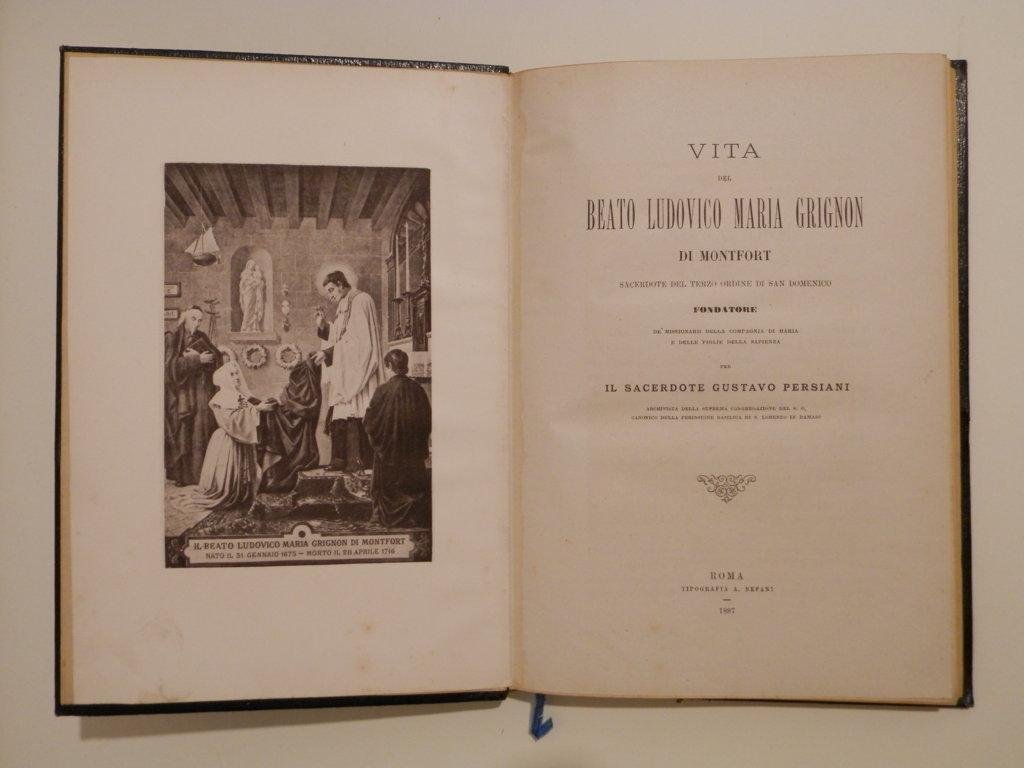 IL BEATO LUDOVICO MARIA GRIGNON DI MONTFORT
NATO IL 31 GENNAIO 1673 — MORTO IL 28 APRILE 1716
VITA
DEL
BEATO LUDOVICO MARIA GRIGNON
DI MONTFORT
SACERDOTE DEL TERZO ORDINE DI SAN DOMENICO
FONDATORE
DE' MISSIONARII DELLA COMPAGNIA DI MARIA
E DELLE FIGLIE DELLA SAPIENZA
PER
IL SACERDOTE GUSTAVO PERSIANI
ARCHIVISTA DELLA SUPREMA CONGREGAZIONE DEL S. O.
CANONICO DELLA PERINSIGNE BASILICA DI S. LORENZO IN DAMASO
ROMA
TIPOGRAFIA A. BEFANI
—
1887